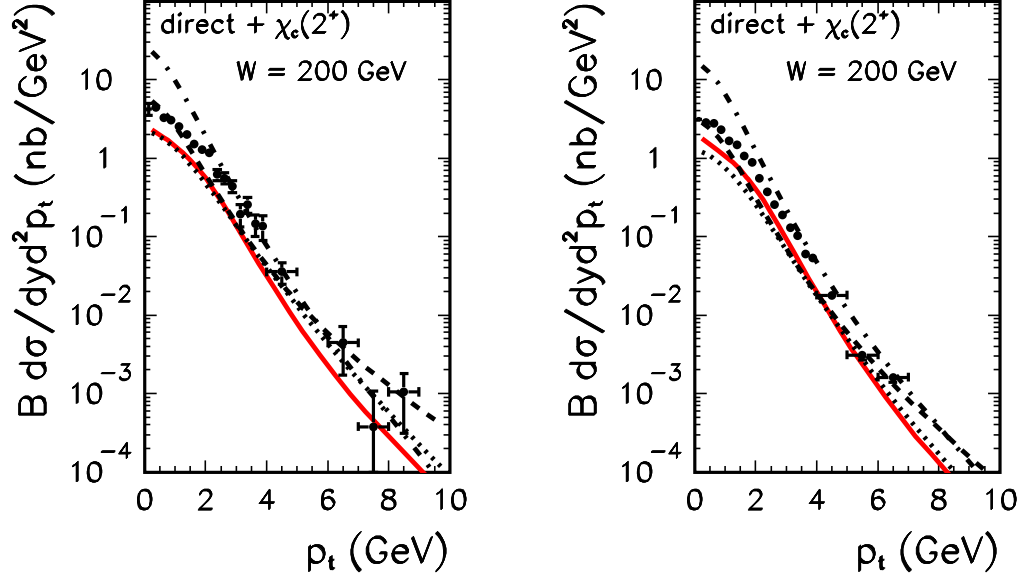 direct + χc(2⁺)
W = 200 GeV
B dσ/dyd²pt (nb/GeV²)
10
1
10⁻¹
10⁻²
10⁻³
10⁻⁴
0 2 4 6 8 10
pt (GeV)
direct + χc(2⁺)
W = 200 GeV
B dσ/dyd²pt (nb/GeV²)
10
1
10⁻¹
10⁻²
10⁻³
10⁻⁴
0 2 4 6 8 10
pt (GeV)